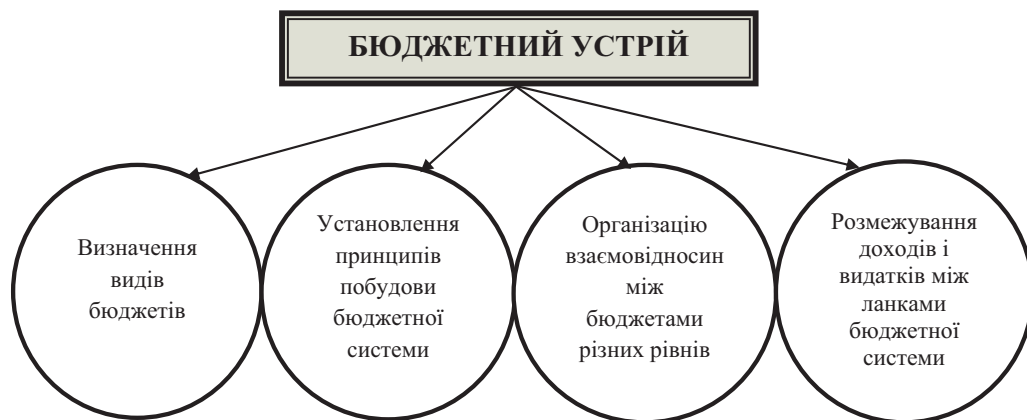 БЮДЖЕТНИЙ УСТРІЙ
Визначення
видів
бюджетів
Установлення
принципів
побудови
бюджетної
системи
Організацію
взаємовідносин
між
бюджетами
різних рівнів
Розмежування
доходів і
видатків між
ланками
бюджетної
системи